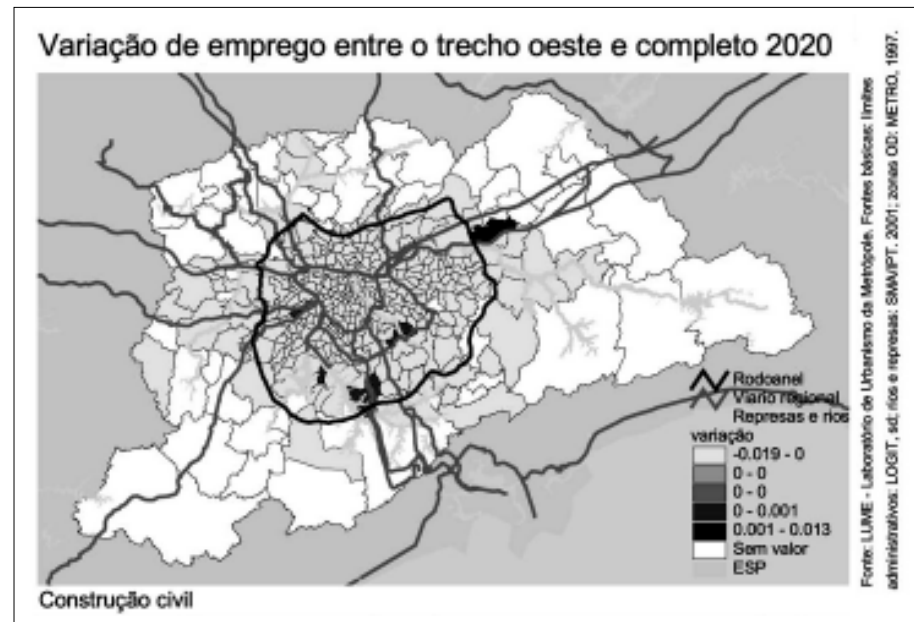 Variação de emprego entre o trecho oeste e completo 2020
Rodoanel
Viario regional
Represas e rios
variação
-0.019 - 0
0 - 0
0 - 0
0 - 0.001
0.001 - 0.013
Sem valor
ESP
Construção civil
Fonte: LUME - Laboratório de Urbanismo da Metrópole. Fontes básicas: limites
administrativos: LOGIT, sd; rios e represas: SMA/IPT. 2001; zonas OD: METRO, 1997.